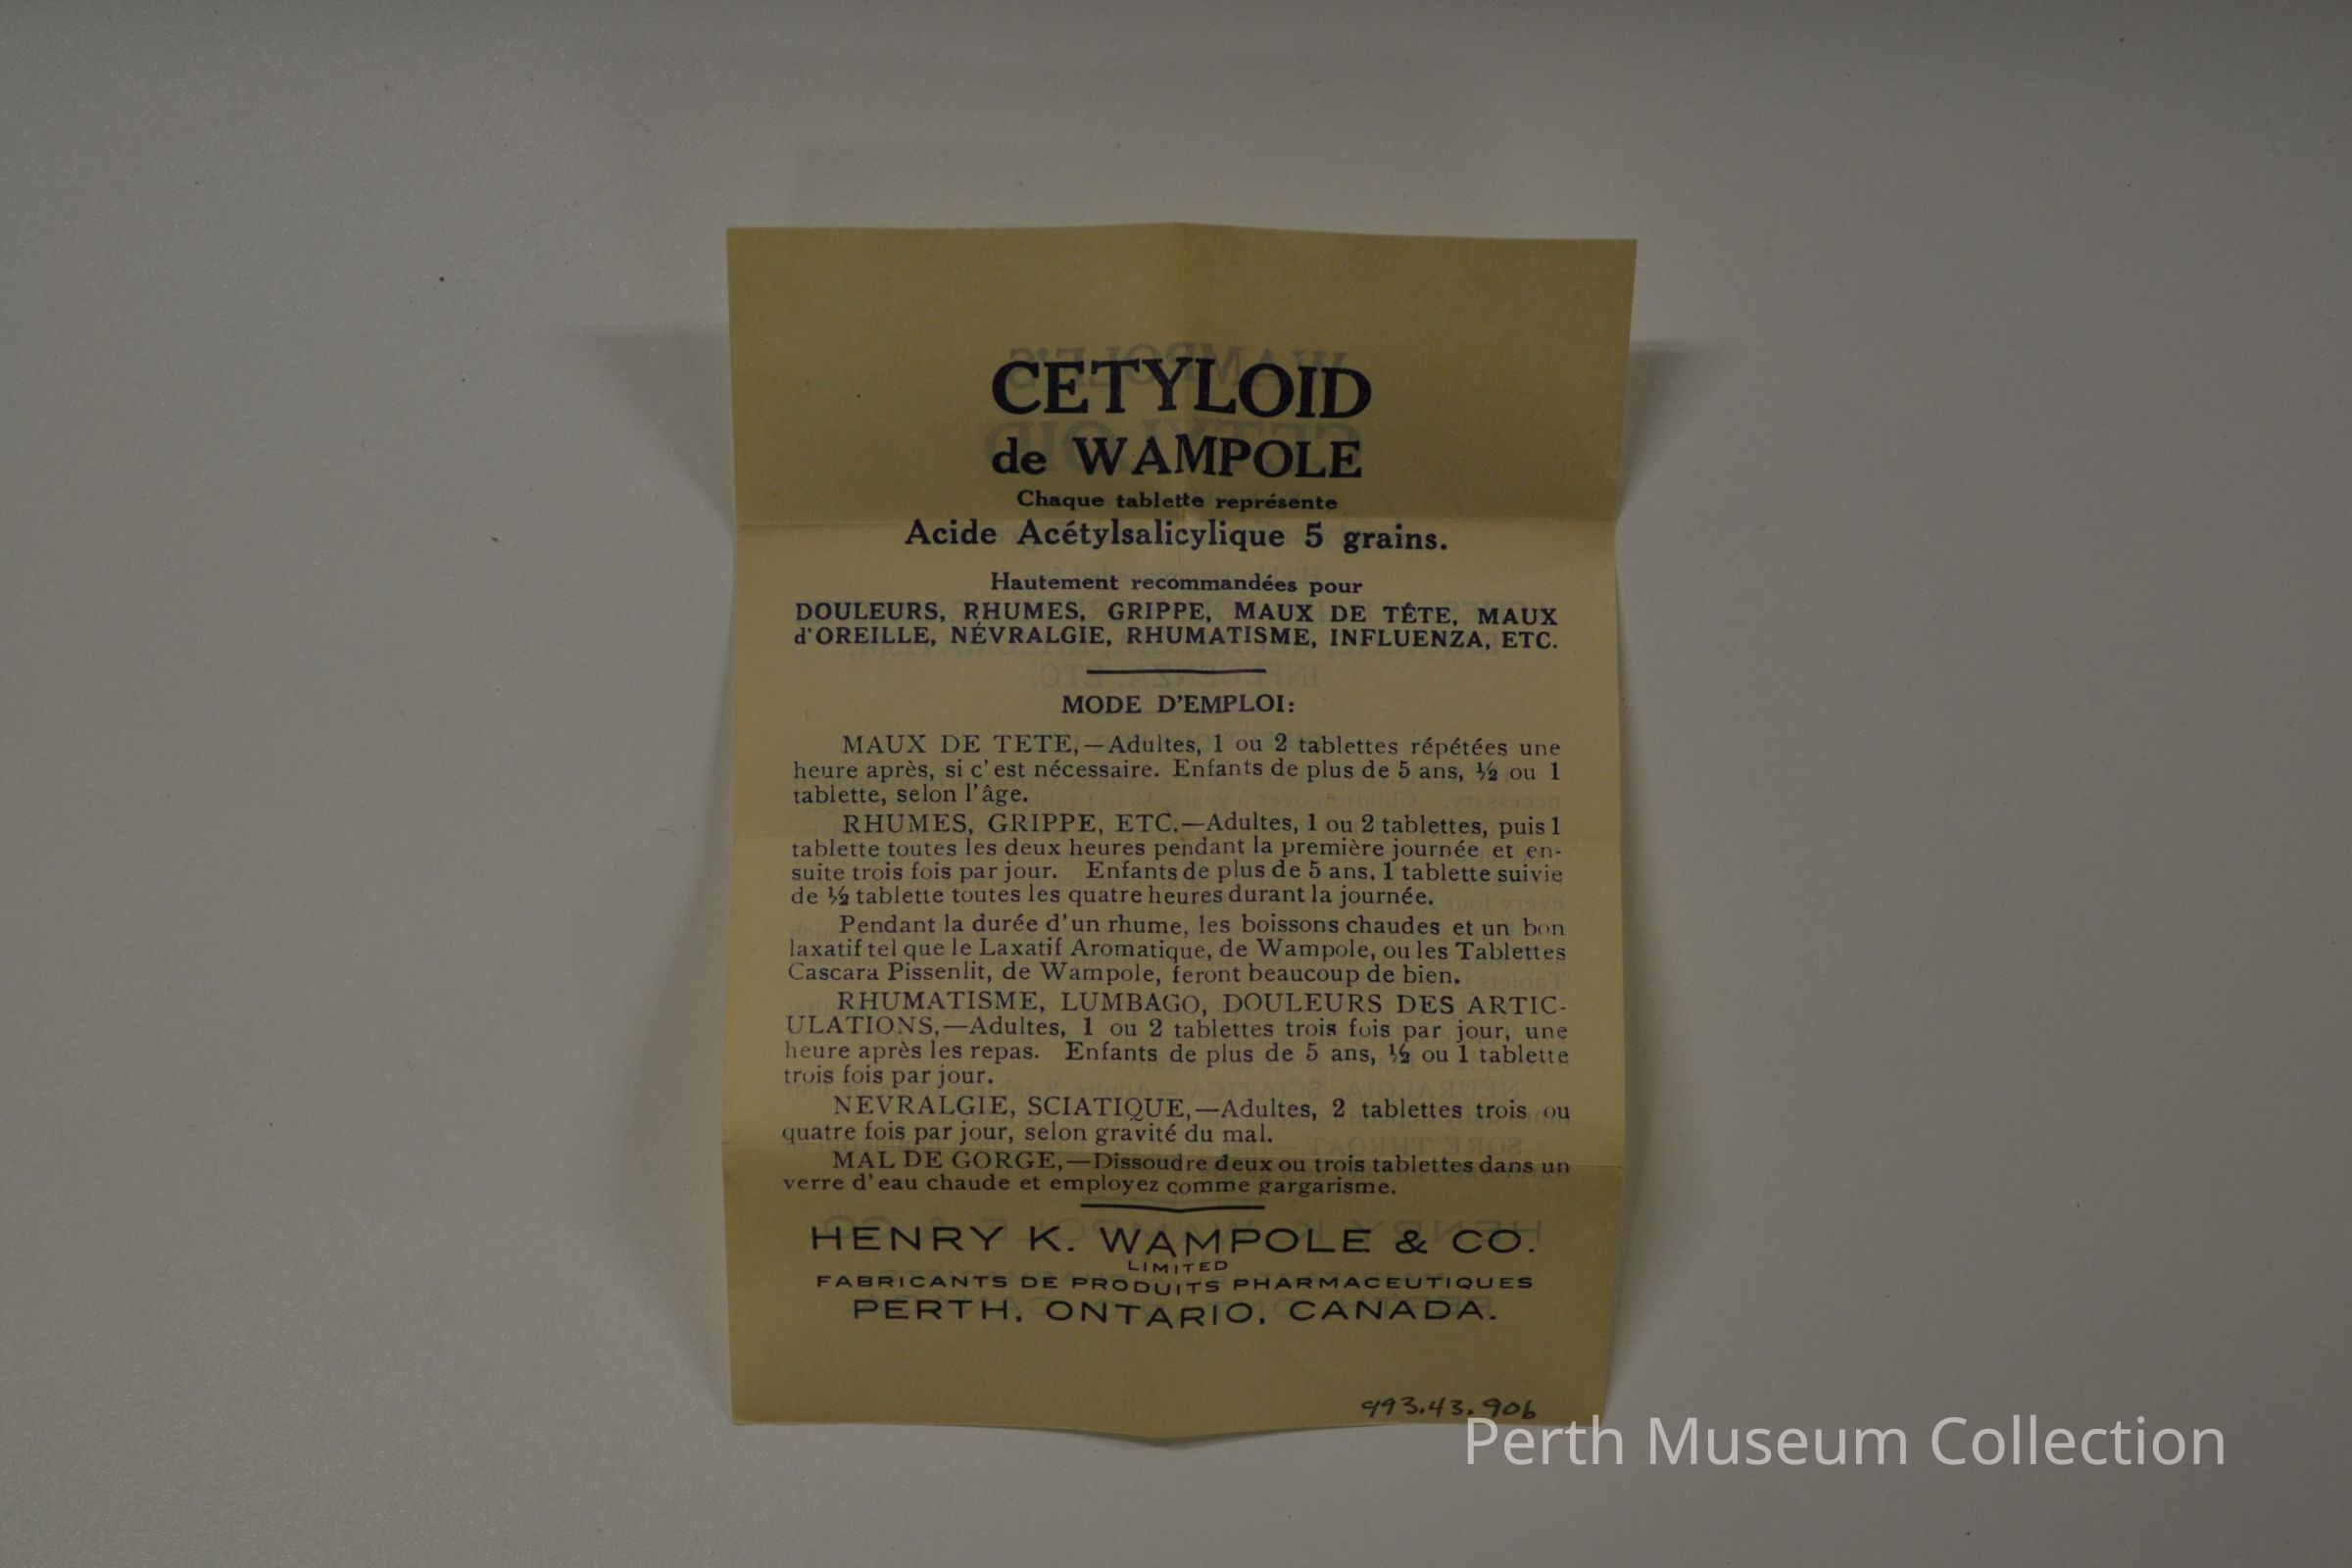 CETYLOID
de WAMPOLE
Chaque tablette représente
Acide Acétylsalicylique 5 grains.
Hautement recommandées pour
DOULEURS, RHUMES, GRIPPE, MAUX DE TÊTE, MAUX
d'OREILLE, NÉVRALGIE, RHUMATISME, INFLUENZA, ETC.
MODE D'EMPLOI:
MAUX DE TETE,—Adultes, 1 ou 2 tablettes répétées une
heure après, si c'est nécessaire. Enfants de plus de 5 ans, ½ ou 1
tablette, selon l'âge.
RHUMES, GRIPPE, ETC.—Adultes, 1 ou 2 tablettes, puis 1
tablette toutes les deux heures pendant la première journée et en-
suite trois fois par jour. Enfants de plus de 5 ans, 1 tablette suivie
de ½ tablette toutes les quatre heures durant la journée.
Pendant la durée d'un rhume, les boissons chaudes et un bon
laxatif tel que le Laxatif Aromatique, de Wampole, ou les Tablettes
Cascara Pissenlit, de Wampole, feront beaucoup de bien.
RHUMATISME, LUMBAGO, DOULEURS DES ARTIC-
ULATIONS,—Adultes, 1 ou 2 tablettes trois fois par jour, une
heure après les repas. Enfants de plus de 5 ans, ½ ou 1 tablette
trois fois par jour.
NEVRALGIE, SCIATIQUE,—Adultes, 2 tablettes trois ou
quatre fois par jour, selon gravité du mal.
MAL DE GORGE,—Dissoudre deux ou trois tablettes dans un
verre d'eau chaude et employez comme gargarisme.
HENRY K. WAMPOLE & CO.
LIMITED
FABRICANTS DE PRODUITS PHARMACEUTIQUES
PERTH, ONTARIO, CANADA.
993.43.906
Perth Museum Collection